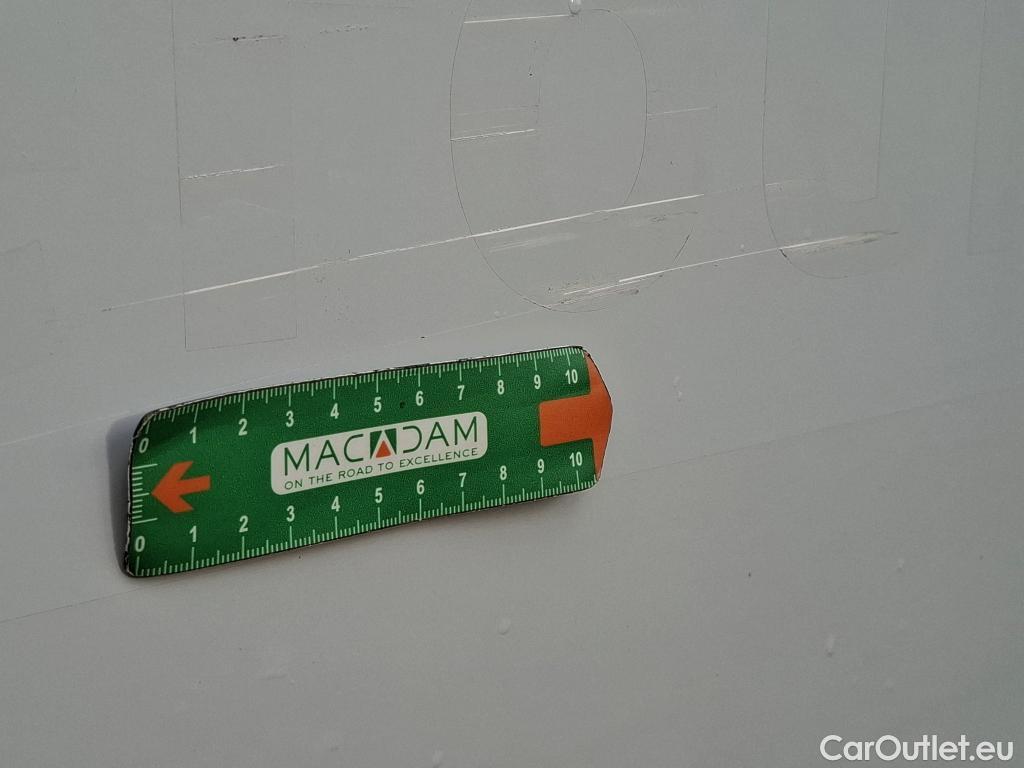 0 1 2 3 4 5 6 7 8 9 10
MACADAM
ON THE ROAD TO EXCELLENCE
0 1 2 3 4 5 6 7 8 9 10
CarOutlet.eu